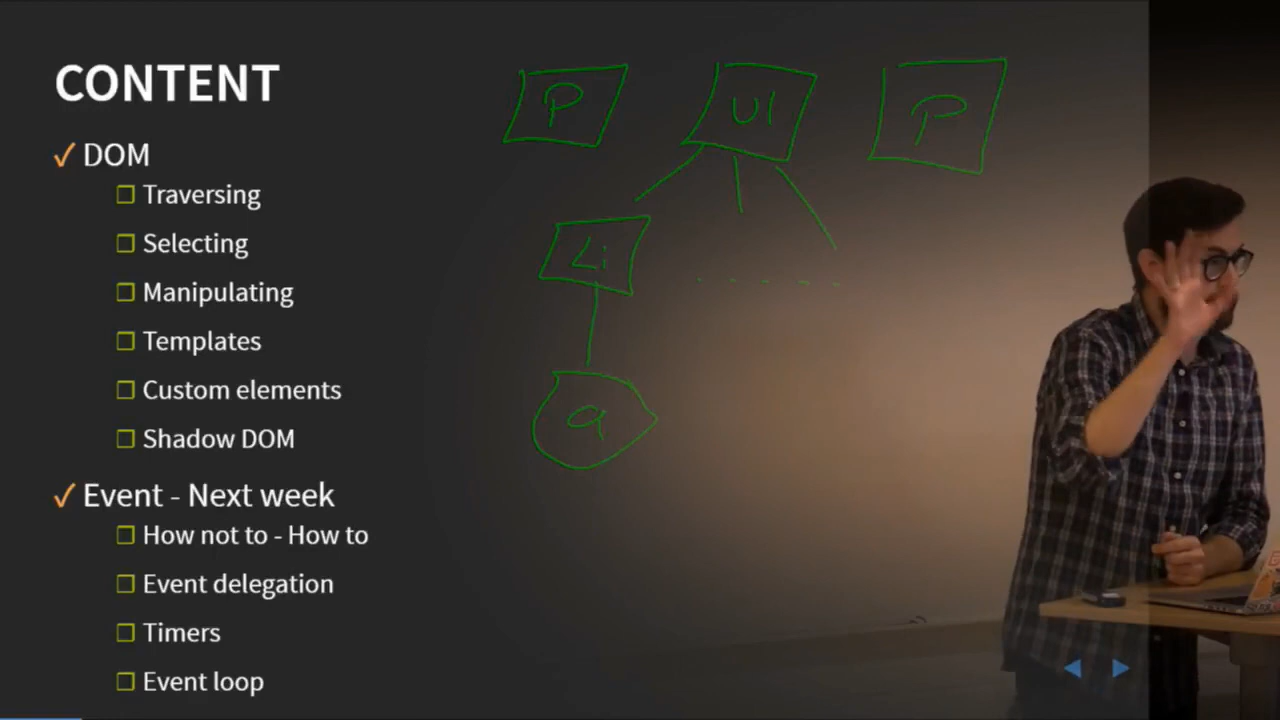 CONTENT
DOM
Traversing
Selecting
Manipulating
Templates
Custom elements
Shadow DOM
Event - Next week
How not to - How to
Event delegation
Timers
Event loop
P Ul P
Li
a